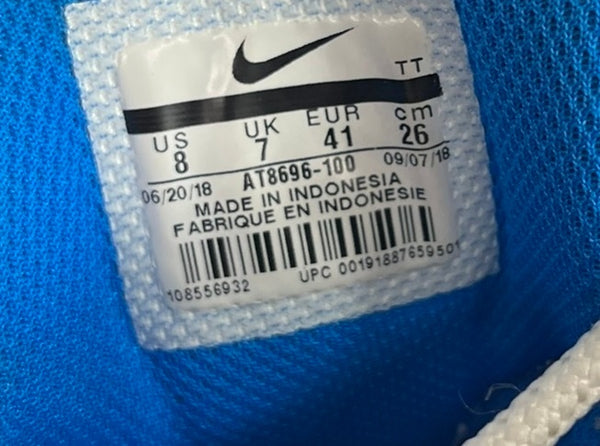 TT
US UK EUR cm
8 7 41 26
06/20/18 AT8696-100 09/07/18
MADE IN INDONESIA
FABRIQUE EN INDONESIE
108556932 UPC 00191887659501